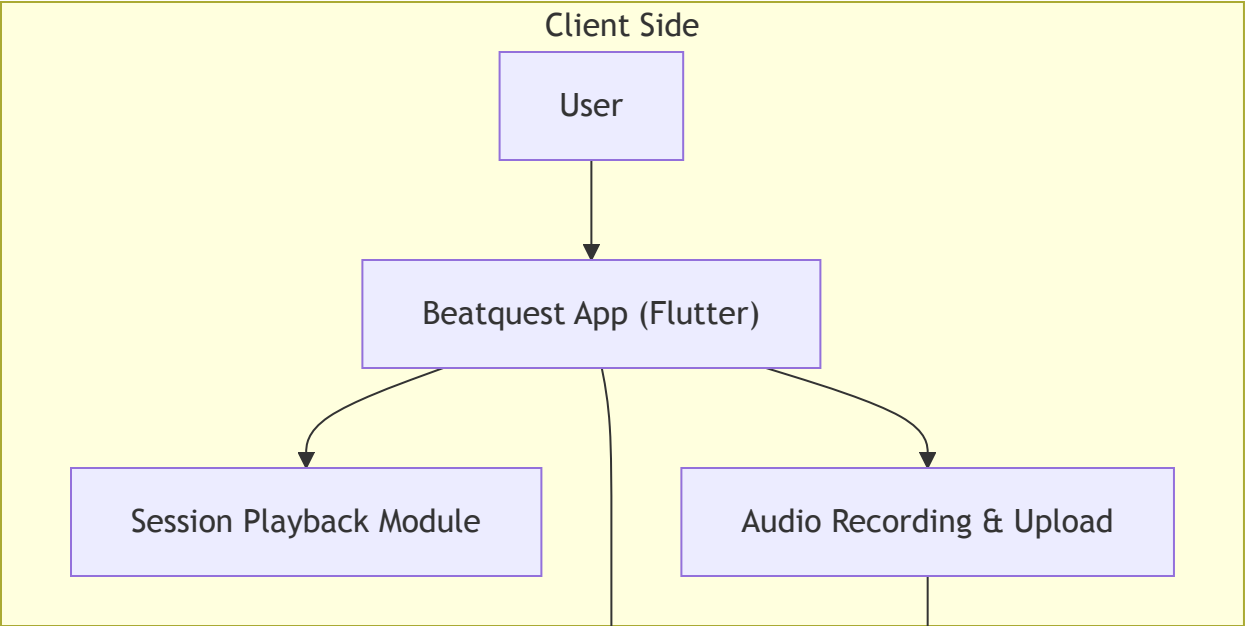 Client Side
User
Beatquest App (Flutter)
Session Playback Module
Audio Recording & Upload